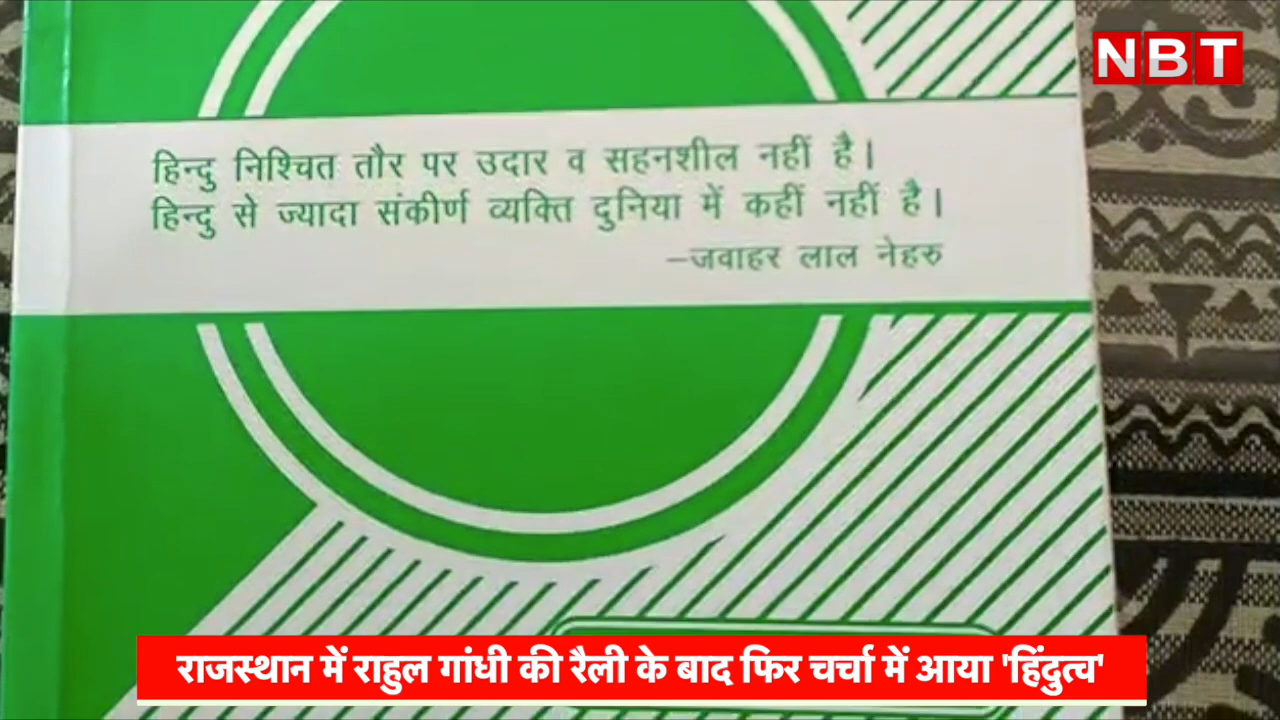 NBT
हिन्दु निश्चित तौर पर उदार व सहनशील नहीं है।
हिन्दु से ज्यादा संकीर्ण व्यक्ति दुनिया में कहीं नहीं है।
–जवाहर लाल नेहरु
राजस्थान में राहुल गांधी की रैली के बाद फिर चर्चा में आया 'हिंदुत्व'